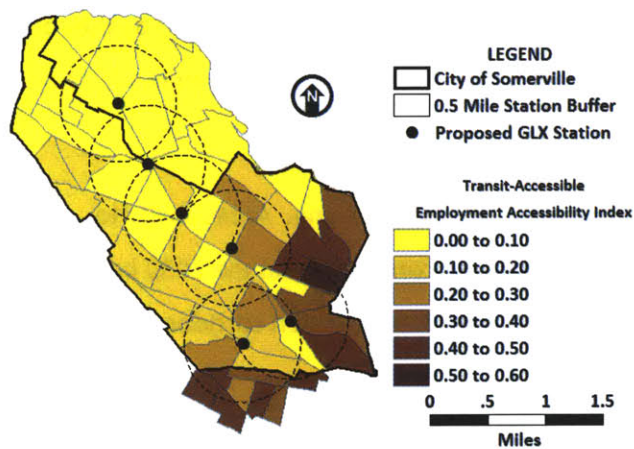 LEGEND
City of Somerville
0.5 Mile Station Buffer
Proposed GLX Station
N
Transit-Accessible
Employment Accessibility Index
0.00 to 0.10
0.10 to 0.20
0.20 to 0.30
0.30 to 0.40
0.40 to 0.50
0.50 to 0.60
0 .5 1 1.5
Miles